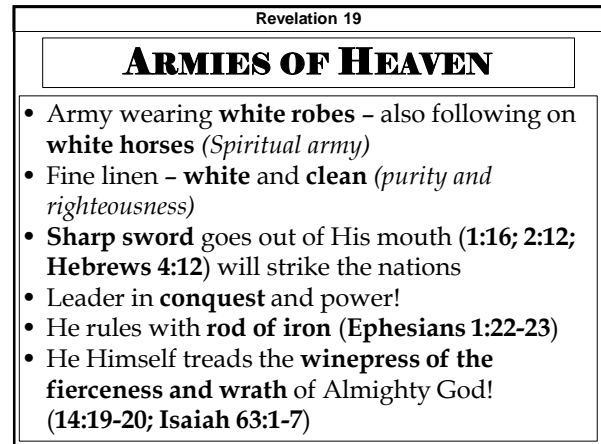 Revelation 19
ARMIES OF HEAVEN
• Army wearing white robes – also following on
white horses (Spiritual army)
• Fine linen – white and clean (purity and
righteousness)
• Sharp sword goes out of His mouth (1:16; 2:12;
Hebrews 4:12) will strike the nations
• Leader in conquest and power!
• He rules with rod of iron (Ephesians 1:22-23)
• He Himself treads the winepress of the
fierceness and wrath of Almighty God!
(14:19-20; Isaiah 63:1-7)